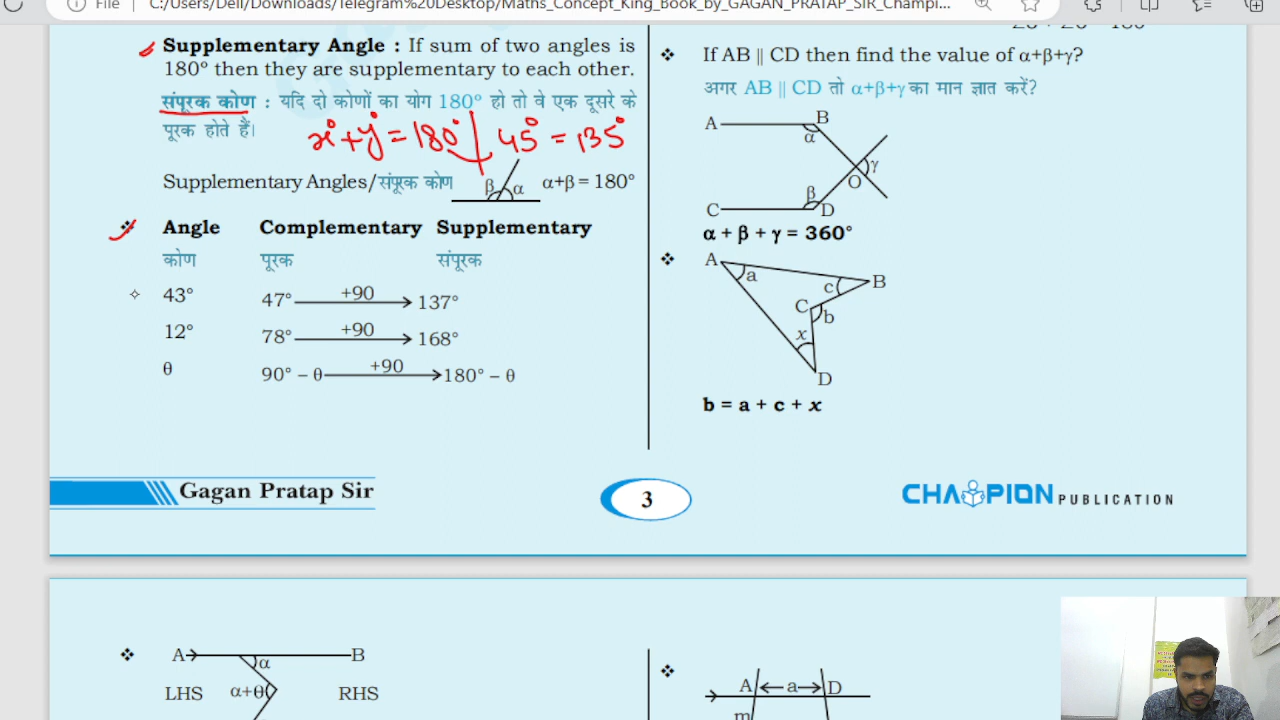 File C:/Users/Dell/Downloads/Telegram%20Desktop/Maths_Concept_King_Book_by_GAGAN_PRATAP_SIR_Champi...
Supplementary Angle : If sum of two angles is
180° then they are supplementary to each other.
संपूरक कोण : यदि दो कोणों का योग 180° हो तो वे एक दूसरे के
पूरक होते हैं।
x° + y° = 180° 45° = 135°
Supplementary Angles/संपूरक कोण β α α+β = 180°
❖ Angle Complementary Supplementary
कोण पूरक संपूरक
✧ 43° 47° +90 137°
12° 78° +90 168°
θ 90° – θ +90 180° – θ
❖ If AB || CD then find the value of α+β+γ?
अगर AB || CD तो α+β+γ का मान ज्ञात करें?
A B
α
O γ
β
C D
α + β + γ = 360°
❖ A
a
c B
C b
x
D
b = a + c + x
Gagan Pratap Sir
3
CHAMPION PUBLICATION
❖ A B
α
LHS α+θ RHS
❖ A a D
m